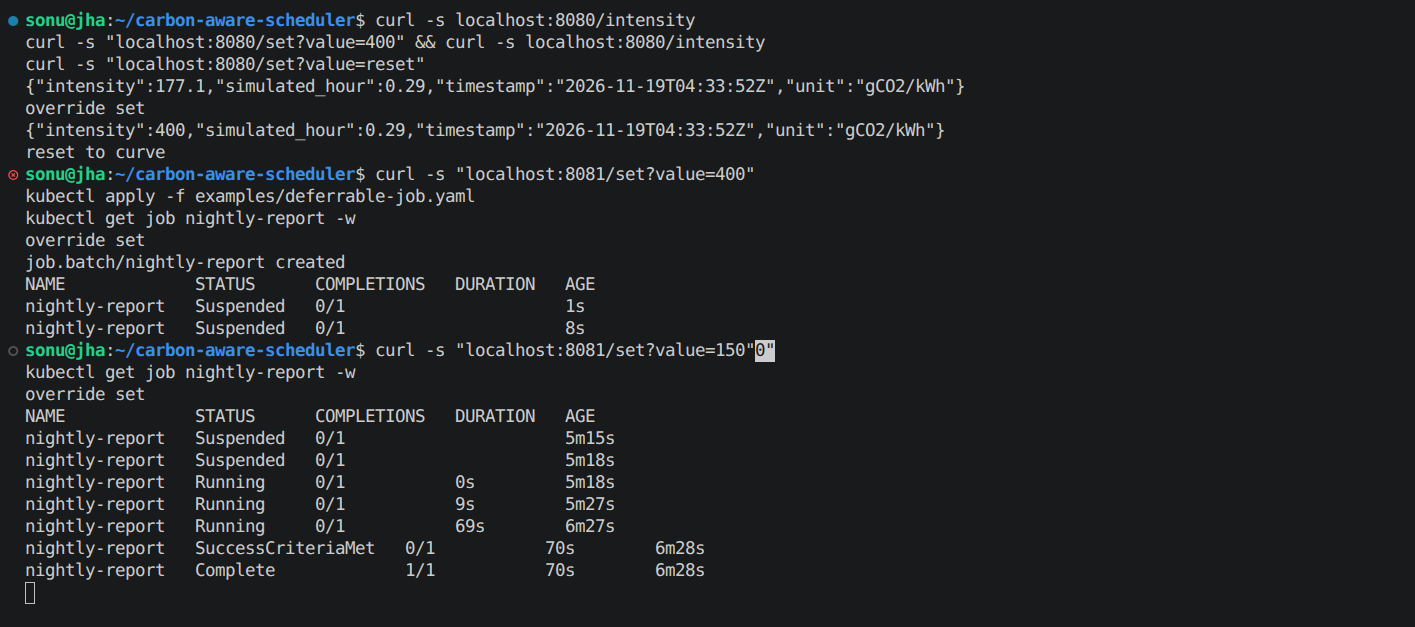 sonu@jha:~/carbon-aware-scheduler$ curl -s localhost:8080/intensity
curl -s "localhost:8080/set?value=400" && curl -s localhost:8080/intensity
curl -s "localhost:8080/set?value=reset"
{"intensity":177.1,"simulated_hour":0.29,"timestamp":"2026-11-19T04:33:52Z","unit":"gCO2/kWh"}
override set
{"intensity":400,"simulated_hour":0.29,"timestamp":"2026-11-19T04:33:52Z","unit":"gCO2/kWh"}
reset to curve
sonu@jha:~/carbon-aware-scheduler$ curl -s "localhost:8081/set?value=400"
kubectl apply -f examples/deferrable-job.yaml
kubectl get job nightly-report -w
override set
job.batch/nightly-report created
NAME             STATUS      COMPLETIONS   DURATION   AGE
nightly-report   Suspended   0/1                      1s
nightly-report   Suspended   0/1                      8s
sonu@jha:~/carbon-aware-scheduler$ curl -s "localhost:8081/set?value=150"0"
kubectl get job nightly-report -w
override set
NAME             STATUS      COMPLETIONS   DURATION   AGE
nightly-report   Suspended   0/1                      5m15s
nightly-report   Suspended   0/1                      5m18s
nightly-report   Running     0/1           0s         5m18s
nightly-report   Running     0/1           9s         5m27s
nightly-report   Running     0/1           69s        6m27s
nightly-report   SuccessCriteriaMet   0/1           70s        6m28s
nightly-report   Complete             1/1           70s        6m28s